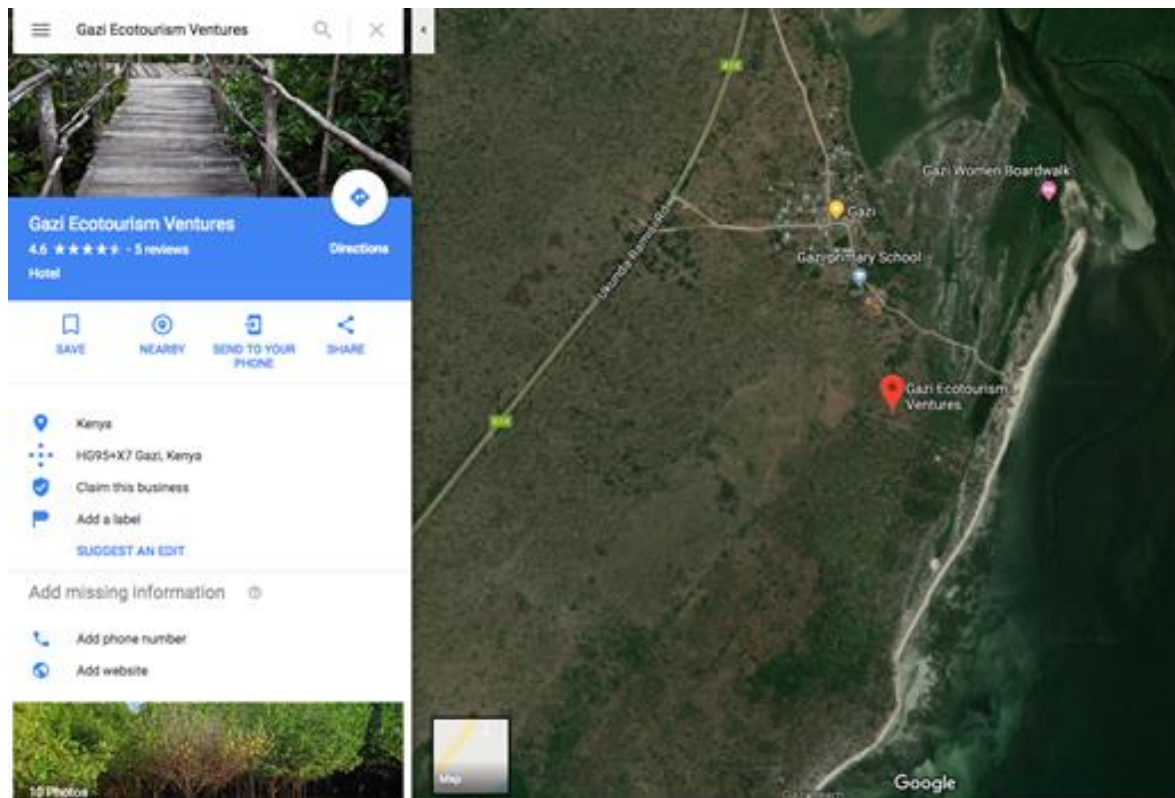 Gazi Ecotourism Ventures
Gazi Ecotourism Ventures
4.6 ★★★★★ - 5 reviews
Directions
Hotel
SAVE
NEARBY
SEND TO YOUR
PHONE
SHARE
Kenya
HG95+X7 Gazi, Kenya
Claim this business
Add a label
SUGGEST AN EDIT
Add missing information
Add phone number
Add website
10 Photos
A14
Gazi Women Boardwalk
Gazi
Gazi primary School
Gazi Ecotourism
Ventures
A14
Map
Google